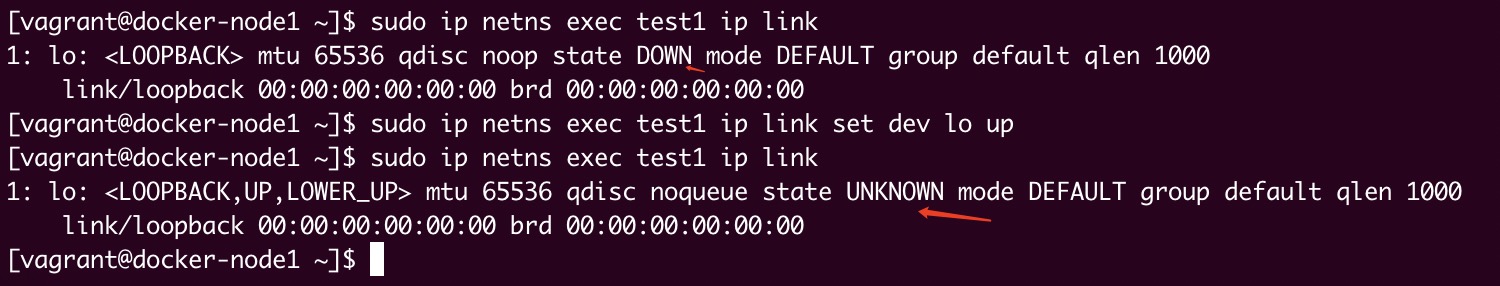 [vagrant@docker-node1 ~]$ sudo ip netns exec test1 ip link
1: lo: <LOOPBACK> mtu 65536 qdisc noop state DOWN mode DEFAULT group default qlen 1000
    link/loopback 00:00:00:00:00:00 brd 00:00:00:00:00:00
[vagrant@docker-node1 ~]$ sudo ip netns exec test1 ip link set dev lo up
[vagrant@docker-node1 ~]$ sudo ip netns exec test1 ip link
1: lo: <LOOPBACK,UP,LOWER_UP> mtu 65536 qdisc noqueue state UNKNOWN mode DEFAULT group default qlen 1000
    link/loopback 00:00:00:00:00:00 brd 00:00:00:00:00:00
[vagrant@docker-node1 ~]$